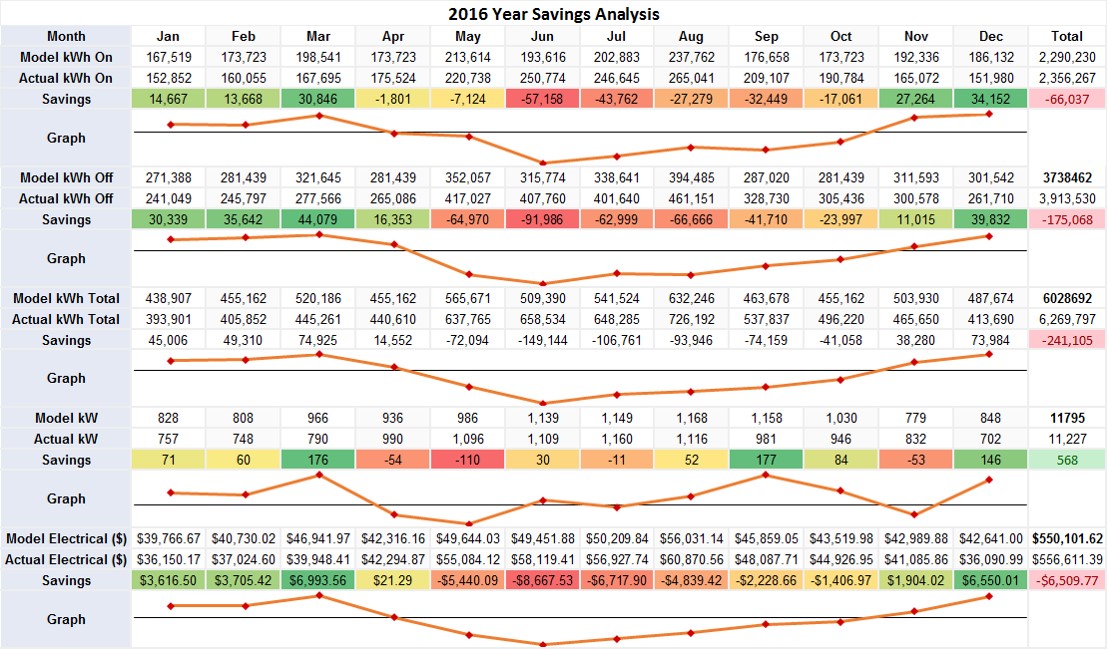 2016 Year Savings Analysis
Month Jan Feb Mar Apr May Jun Jul Aug Sep Oct Nov Dec Total
Model kWh On 167,519 173,723 198,541 173,723 213,614 193,616 202,883 237,762 176,658 173,723 192,336 186,132 2,290,230
Actual kWh On 152,852 160,055 167,695 175,524 220,738 250,774 246,645 265,041 209,107 190,784 165,072 151,980 2,356,267
Savings 14,667 13,668 30,846 -1,801 -7,124 -57,158 -43,762 -27,279 -32,449 -17,061 27,264 34,152 -66,037
Graph
Model kWh Off 271,388 281,439 321,645 281,439 352,057 315,774 338,641 394,485 287,020 281,439 311,593 301,542 3738462
Actual kWh Off 241,049 245,797 277,566 265,086 417,027 407,760 401,640 461,151 328,730 305,436 300,578 261,710 3,913,530
Savings 30,339 35,642 44,079 16,353 -64,970 -91,986 -62,999 -66,666 -41,710 -23,997 11,015 39,832 -175,068
Graph
Model kWh Total 438,907 455,162 520,186 455,162 565,671 509,390 541,524 632,246 463,678 455,162 503,930 487,674 6028692
Actual kWh Total 393,901 405,852 445,261 440,610 637,765 658,534 648,285 726,192 537,837 496,220 465,650 413,690 6,269,797
Savings 45,006 49,310 74,925 14,552 -72,094 -149,144 -106,761 -93,946 -74,159 -41,058 38,280 73,984 -241,105
Graph
Model kW 828 808 966 936 986 1,139 1,149 1,168 1,158 1,030 779 848 11795
Actual kW 757 748 790 990 1,096 1,109 1,160 1,116 981 946 832 702 11,227
Savings 71 60 176 -54 -110 30 -11 52 177 84 -53 146 568
Graph
Model Electrical ($) $39,766.67 $40,730.02 $46,941.97 $42,316.16 $49,644.03 $49,451.88 $50,209.84 $56,031.14 $45,859.05 $43,519.98 $42,989.88 $42,641.00 $550,101.62
Actual Electrical ($) $36,150.17 $37,024.60 $39,948.41 $42,294.87 $55,084.12 $58,119.41 $56,927.74 $60,870.56 $48,087.71 $44,926.95 $41,085.86 $36,090.99 $556,611.39
Savings $3,616.50 $3,705.42 $6,993.56 $21.29 -$5,440.09 -$8,667.53 -$6,717.90 -$4,839.42 -$2,228.66 -$1,406.97 $1,904.02 $6,550.01 -$6,509.77
Graph